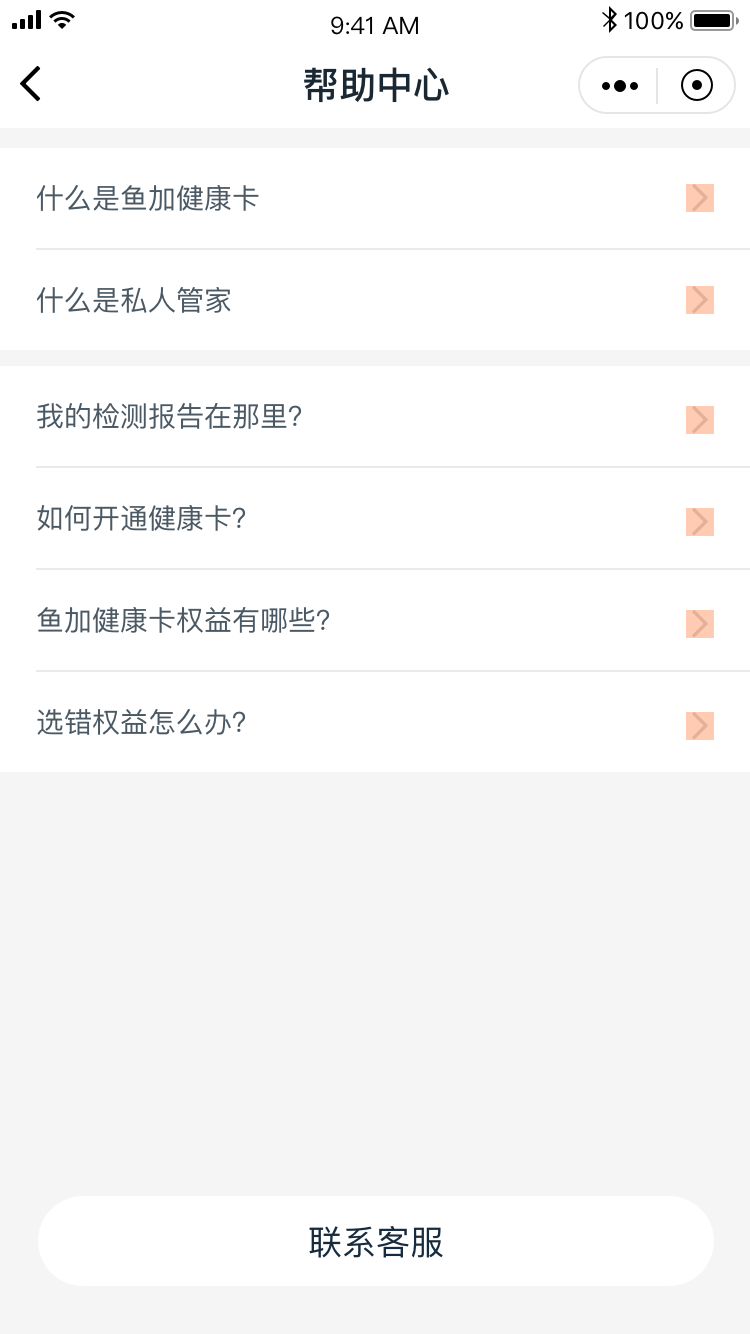 9:41 AM
100%
帮助中心
什么是鱼加健康卡
什么是私人管家
我的检测报告在那里?
如何开通健康卡?
鱼加健康卡权益有哪些?
选错权益怎么办?
联系客服